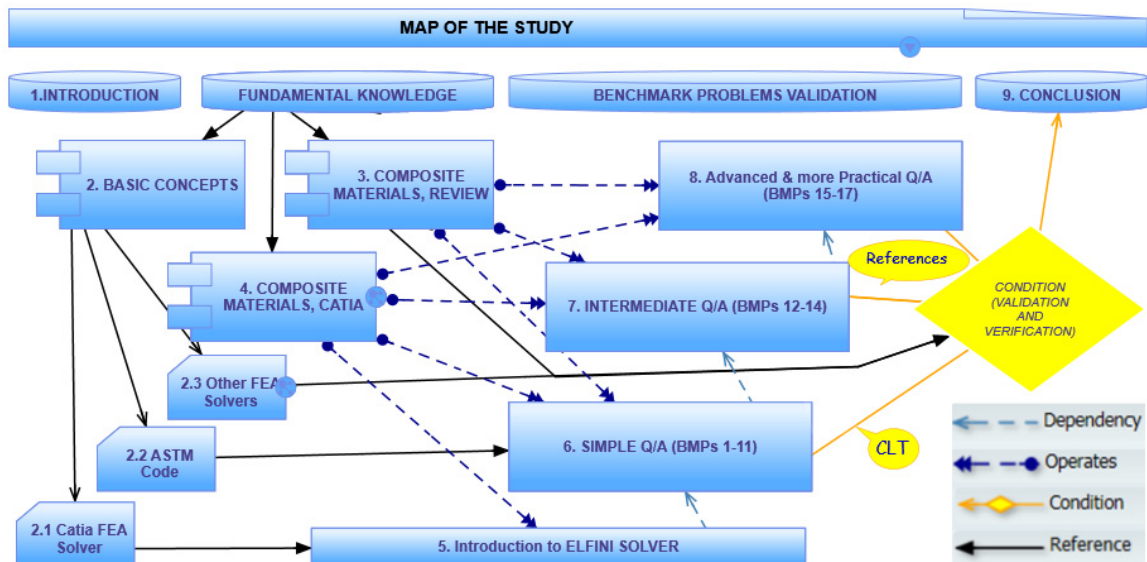 MAP OF THE STUDY
1.INTRODUCTION
FUNDAMENTAL KNOWLEDGE
BENCHMARK PROBLEMS VALIDATION
9. CONCLUSION
2. BASIC CONCEPTS
3. COMPOSITE
MATERIALS, REVIEW
8. Advanced & more Practical Q/A
(BMPs 15-17)
References
4. COMPOSITE
MATERIALS, CATIA
7. INTERMEDIATE Q/A (BMPs 12-14)
CONDITION
(VALIDATION
AND
VERIFICATION)
2.3 Other FEA
Solvers
2.2 ASTM
Code
6. SIMPLE Q/A (BMPs 1-11)
CLT
2.1 Catia FEA
Solver
5. Introduction to ELFINI SOLVER
Dependency
Operates
Condition
Reference